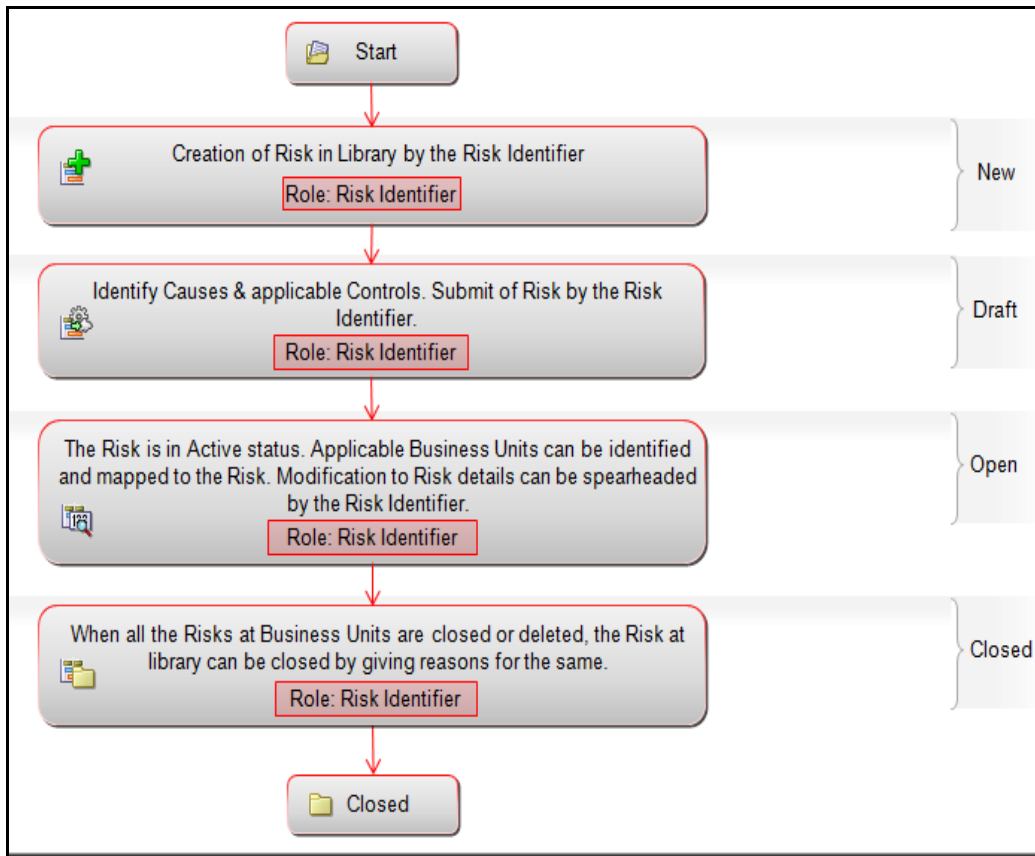 Start
Creation of Risk in Library by the Risk Identifier
Role: Risk Identifier
New
Identify Causes & applicable Controls. Submit of Risk by the Risk
Identifier.
Role: Risk Identifier
Draft
The Risk is in Active status. Applicable Business Units can be identified
and mapped to the Risk. Modification to Risk details can be spearheaded
by the Risk Identifier.
Role: Risk Identifier
Open
When all the Risks at Business Units are closed or deleted, the Risk at
library can be closed by giving reasons for the same.
Role: Risk Identifier
Closed
Closed